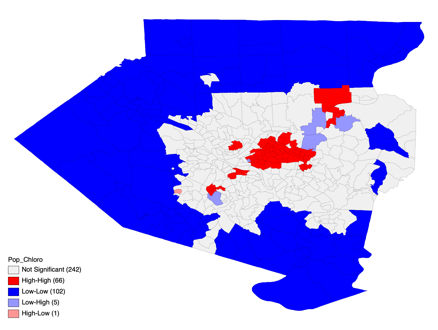 Pop_Chloro
Not Significant (242)
High-High (66)
Low-Low (102)
Low-High (5)
High-Low (1)